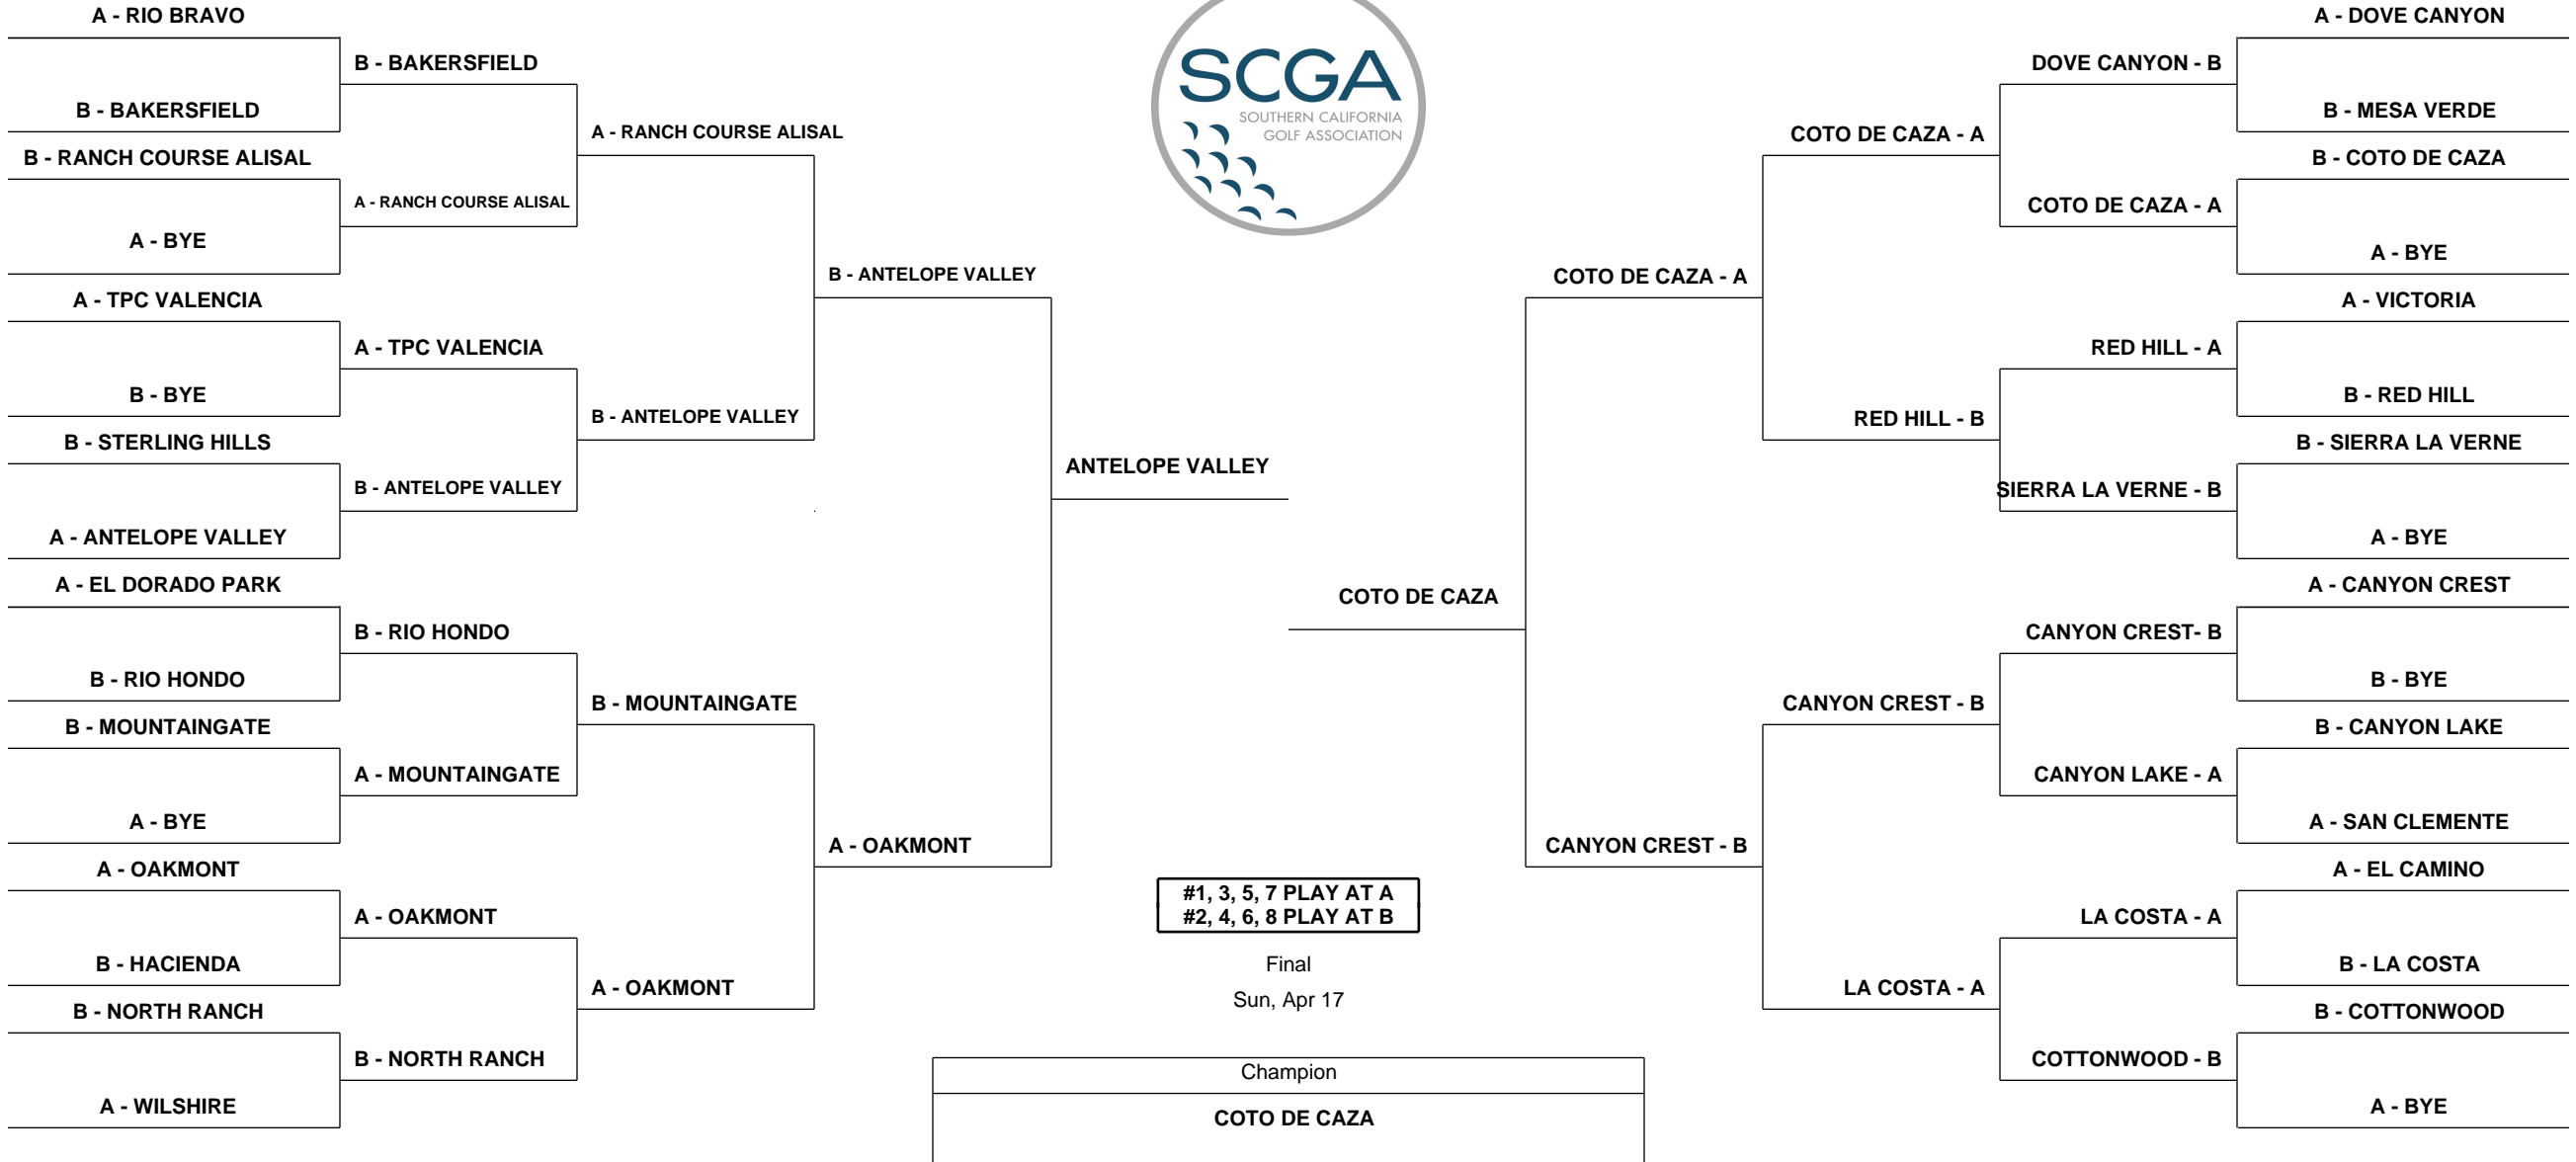 A - RIO BRAVO
B - BAKERSFIELD
B - RANCH COURSE ALISAL
A - BYE
A - TPC VALENCIA
B - BYE
B - STERLING HILLS
A - ANTELOPE VALLEY
A - EL DORADO PARK
B - RIO HONDO
B - MOUNTAINGATE
A - BYE
A - OAKMONT
B - HACIENDA
B - NORTH RANCH
A - WILSHIRE
B - BAKERSFIELD
A - RANCH COURSE ALISAL
A - TPC VALENCIA
B - ANTELOPE VALLEY
B - RIO HONDO
A - MOUNTAINGATE
A - OAKMONT
B - NORTH RANCH
A - RANCH COURSE ALISAL
B - ANTELOPE VALLEY
B - MOUNTAINGATE
A - OAKMONT
B - ANTELOPE VALLEY
A - OAKMONT
ANTELOPE VALLEY
SCGA
SOUTHERN CALIFORNIA
GOLF ASSOCIATION
COTO DE CAZA
#1, 3, 5, 7 PLAY AT A
#2, 4, 6, 8 PLAY AT B
Final
Sun, Apr 17
Champion
COTO DE CAZA
COTO DE CAZA - A
CANYON CREST - B
COTO DE CAZA - A
RED HILL - B
CANYON CREST - B
LA COSTA - A
DOVE CANYON - B
COTO DE CAZA - A
RED HILL - A
SIERRA LA VERNE - B
CANYON CREST- B
CANYON LAKE - A
LA COSTA - A
COTTONWOOD - B
A - DOVE CANYON
B - MESA VERDE
B - COTO DE CAZA
A - BYE
A - VICTORIA
B - RED HILL
B - SIERRA LA VERNE
A - BYE
A - CANYON CREST
B - BYE
B - CANYON LAKE
A - SAN CLEMENTE
A - EL CAMINO
B - LA COSTA
B - COTTONWOOD
A - BYE